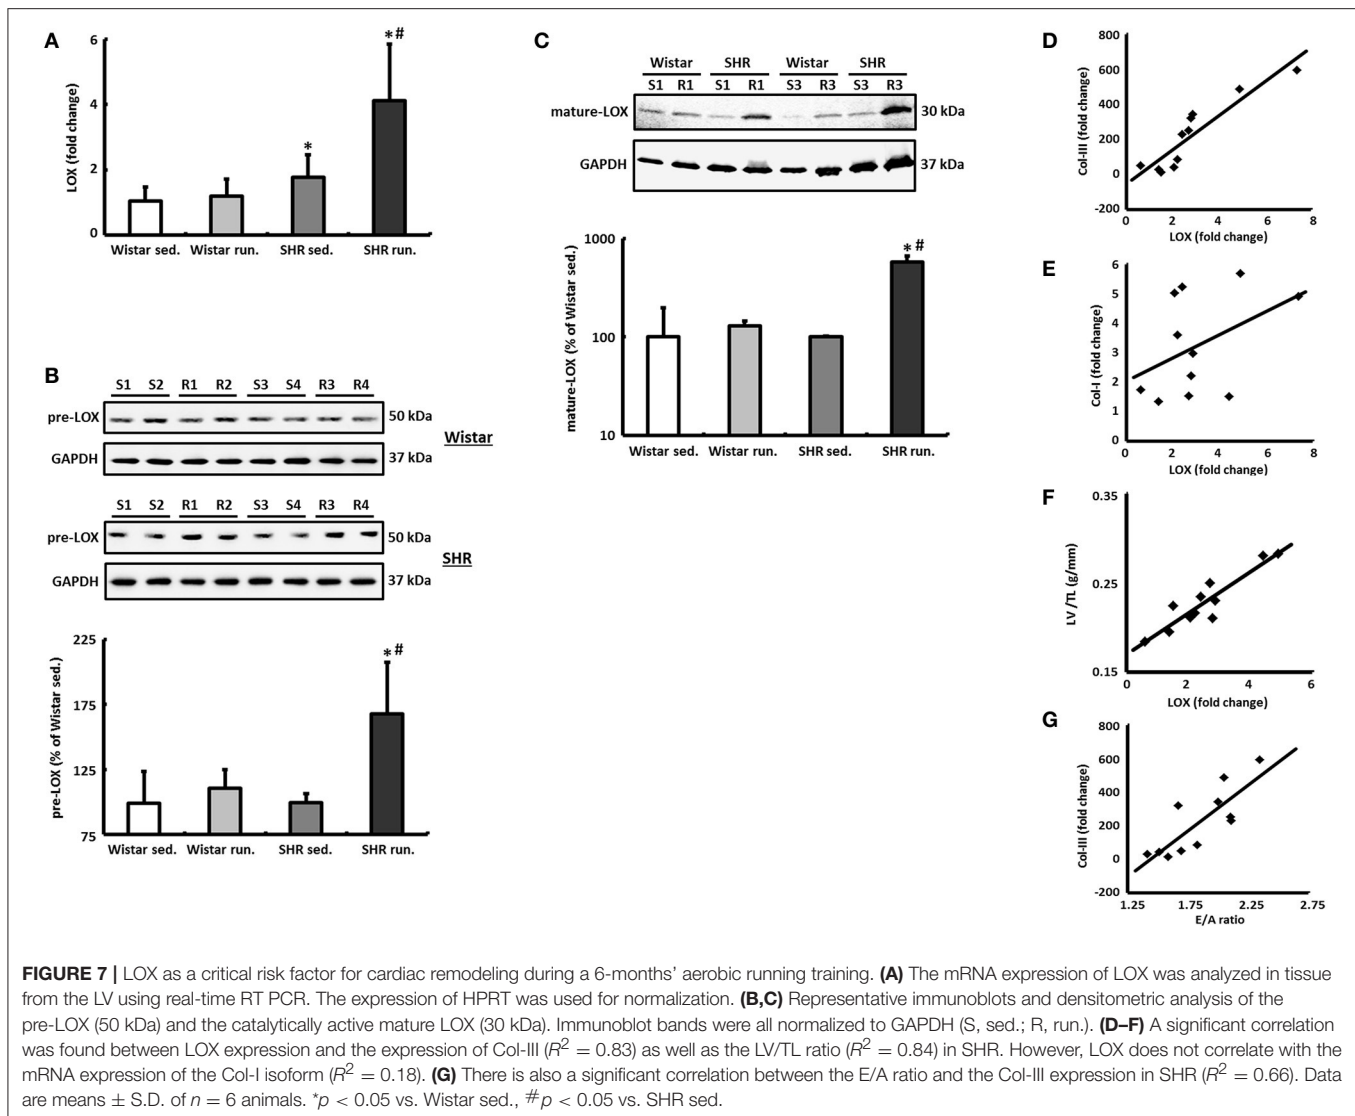 A
6
4
2
0
LOX (fold change)
*
*#
Wistar sed. Wistar run. SHR sed. SHR run.
B
S1 S2 R1 R2 S3 S4 R3 R4
pre-LOX 50 kDa
Wistar
GAPDH 37 kDa
S1 S2 R1 R2 S3 S4 R3 R4
pre-LOX 50 kDa
SHR
GAPDH 37 kDa
225
175
125
75
pre-LOX (% of Wistar sed.)
*#
Wistar sed. Wistar run. SHR sed. SHR run.
C
Wistar SHR Wistar SHR
S1 R1 S1 R1 S3 R3 S3 R3
mature-LOX 30 kDa
GAPDH 37 kDa
1000
100
10
mature-LOX (% of Wistar sed.)
*#
Wistar sed. Wistar run. SHR sed. SHR run.
D
800
600
400
200
0
-200
Col-III (fold change)
0 2 4 6 8
LOX (fold change)
E
6
5
4
3
2
1
0
Col-I (fold change)
0 2 4 6 8
LOX (fold change)
F
0.35
0.25
0.15
LV /TL (g/mm)
0 2 4 6
LOX (fold change)
G
800
600
400
200
0
-200
Col-III (fold change)
1.25 1.75 2.25 2.75
E/A ratio
FIGURE 7 | LOX as a critical risk factor for cardiac remodeling during a 6-months' aerobic running training. (A) The mRNA expression of LOX was analyzed in tissue
from the LV using real-time RT PCR. The expression of HPRT was used for normalization. (B,C) Representative immunoblots and densitometric analysis of the
pre-LOX (50 kDa) and the catalytically active mature LOX (30 kDa). Immunoblot bands were all normalized to GAPDH (S, sed.; R, run.). (D–F) A significant correlation
was found between LOX expression and the expression of Col-III (R² = 0.83) as well as the LV/TL ratio (R² = 0.84) in SHR. However, LOX does not correlate with the
mRNA expression of the Col-I isoform (R² = 0.18). (G) There is also a significant correlation between the E/A ratio and the Col-III expression in SHR (R² = 0.66). Data
are means ± S.D. of n = 6 animals. *p < 0.05 vs. Wistar sed., #p < 0.05 vs. SHR sed.